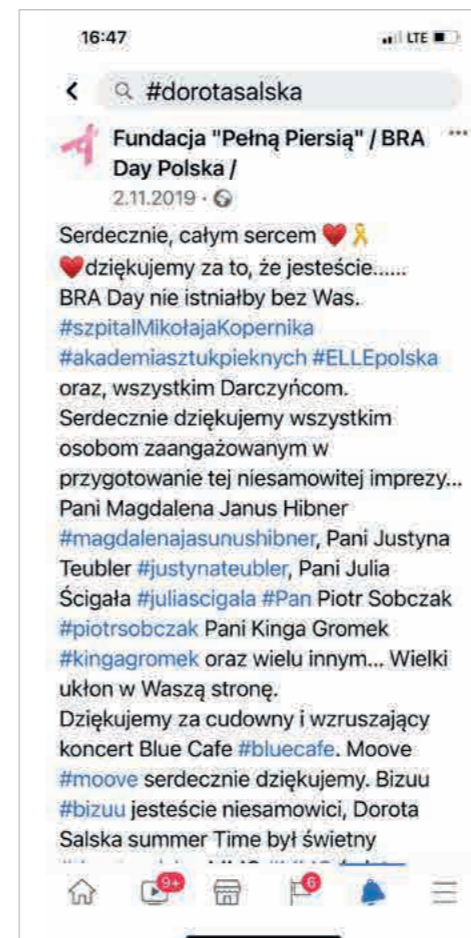 16:47
LTE
#dorotasalska
Fundacja "Pełną Piersią" / BRA
Day Polska /
2.11.2019 ·
Serdecznie, całym sercem ❤️🎗️
❤️dziękujemy za to, że jesteście......
BRA Day nie istniałby bez Was.
#szpitalMikołajaKopernika
#akademiasztukpieknych #ELLEpolska
oraz, wszystkim Darczyńcom.
Serdecznie dziękujemy wszystkim
osobom zaangażowanym w
przygotowanie tej niesamowitej imprezy...
Pani Magdalena Janus Hibner
#magdalenajasunushibner, Pani Justyna
Teubler #justynateubler, Pani Julia
Ścigała #juliascigala #Pan Piotr Sobczak
#piotrsobczak Pani Kinga Gromek
#kingagromek oraz wielu innym... Wielki
ukłon w Waszą stronę.
Dziękujemy za cudowny i wzruszający
koncert Blue Cafe #bluecafe. Moove
#moove serdecznie dziękujemy. Bizuu
#bizuu jesteście niesamowici, Dorota
Salska summer Time był świetny
9+
6